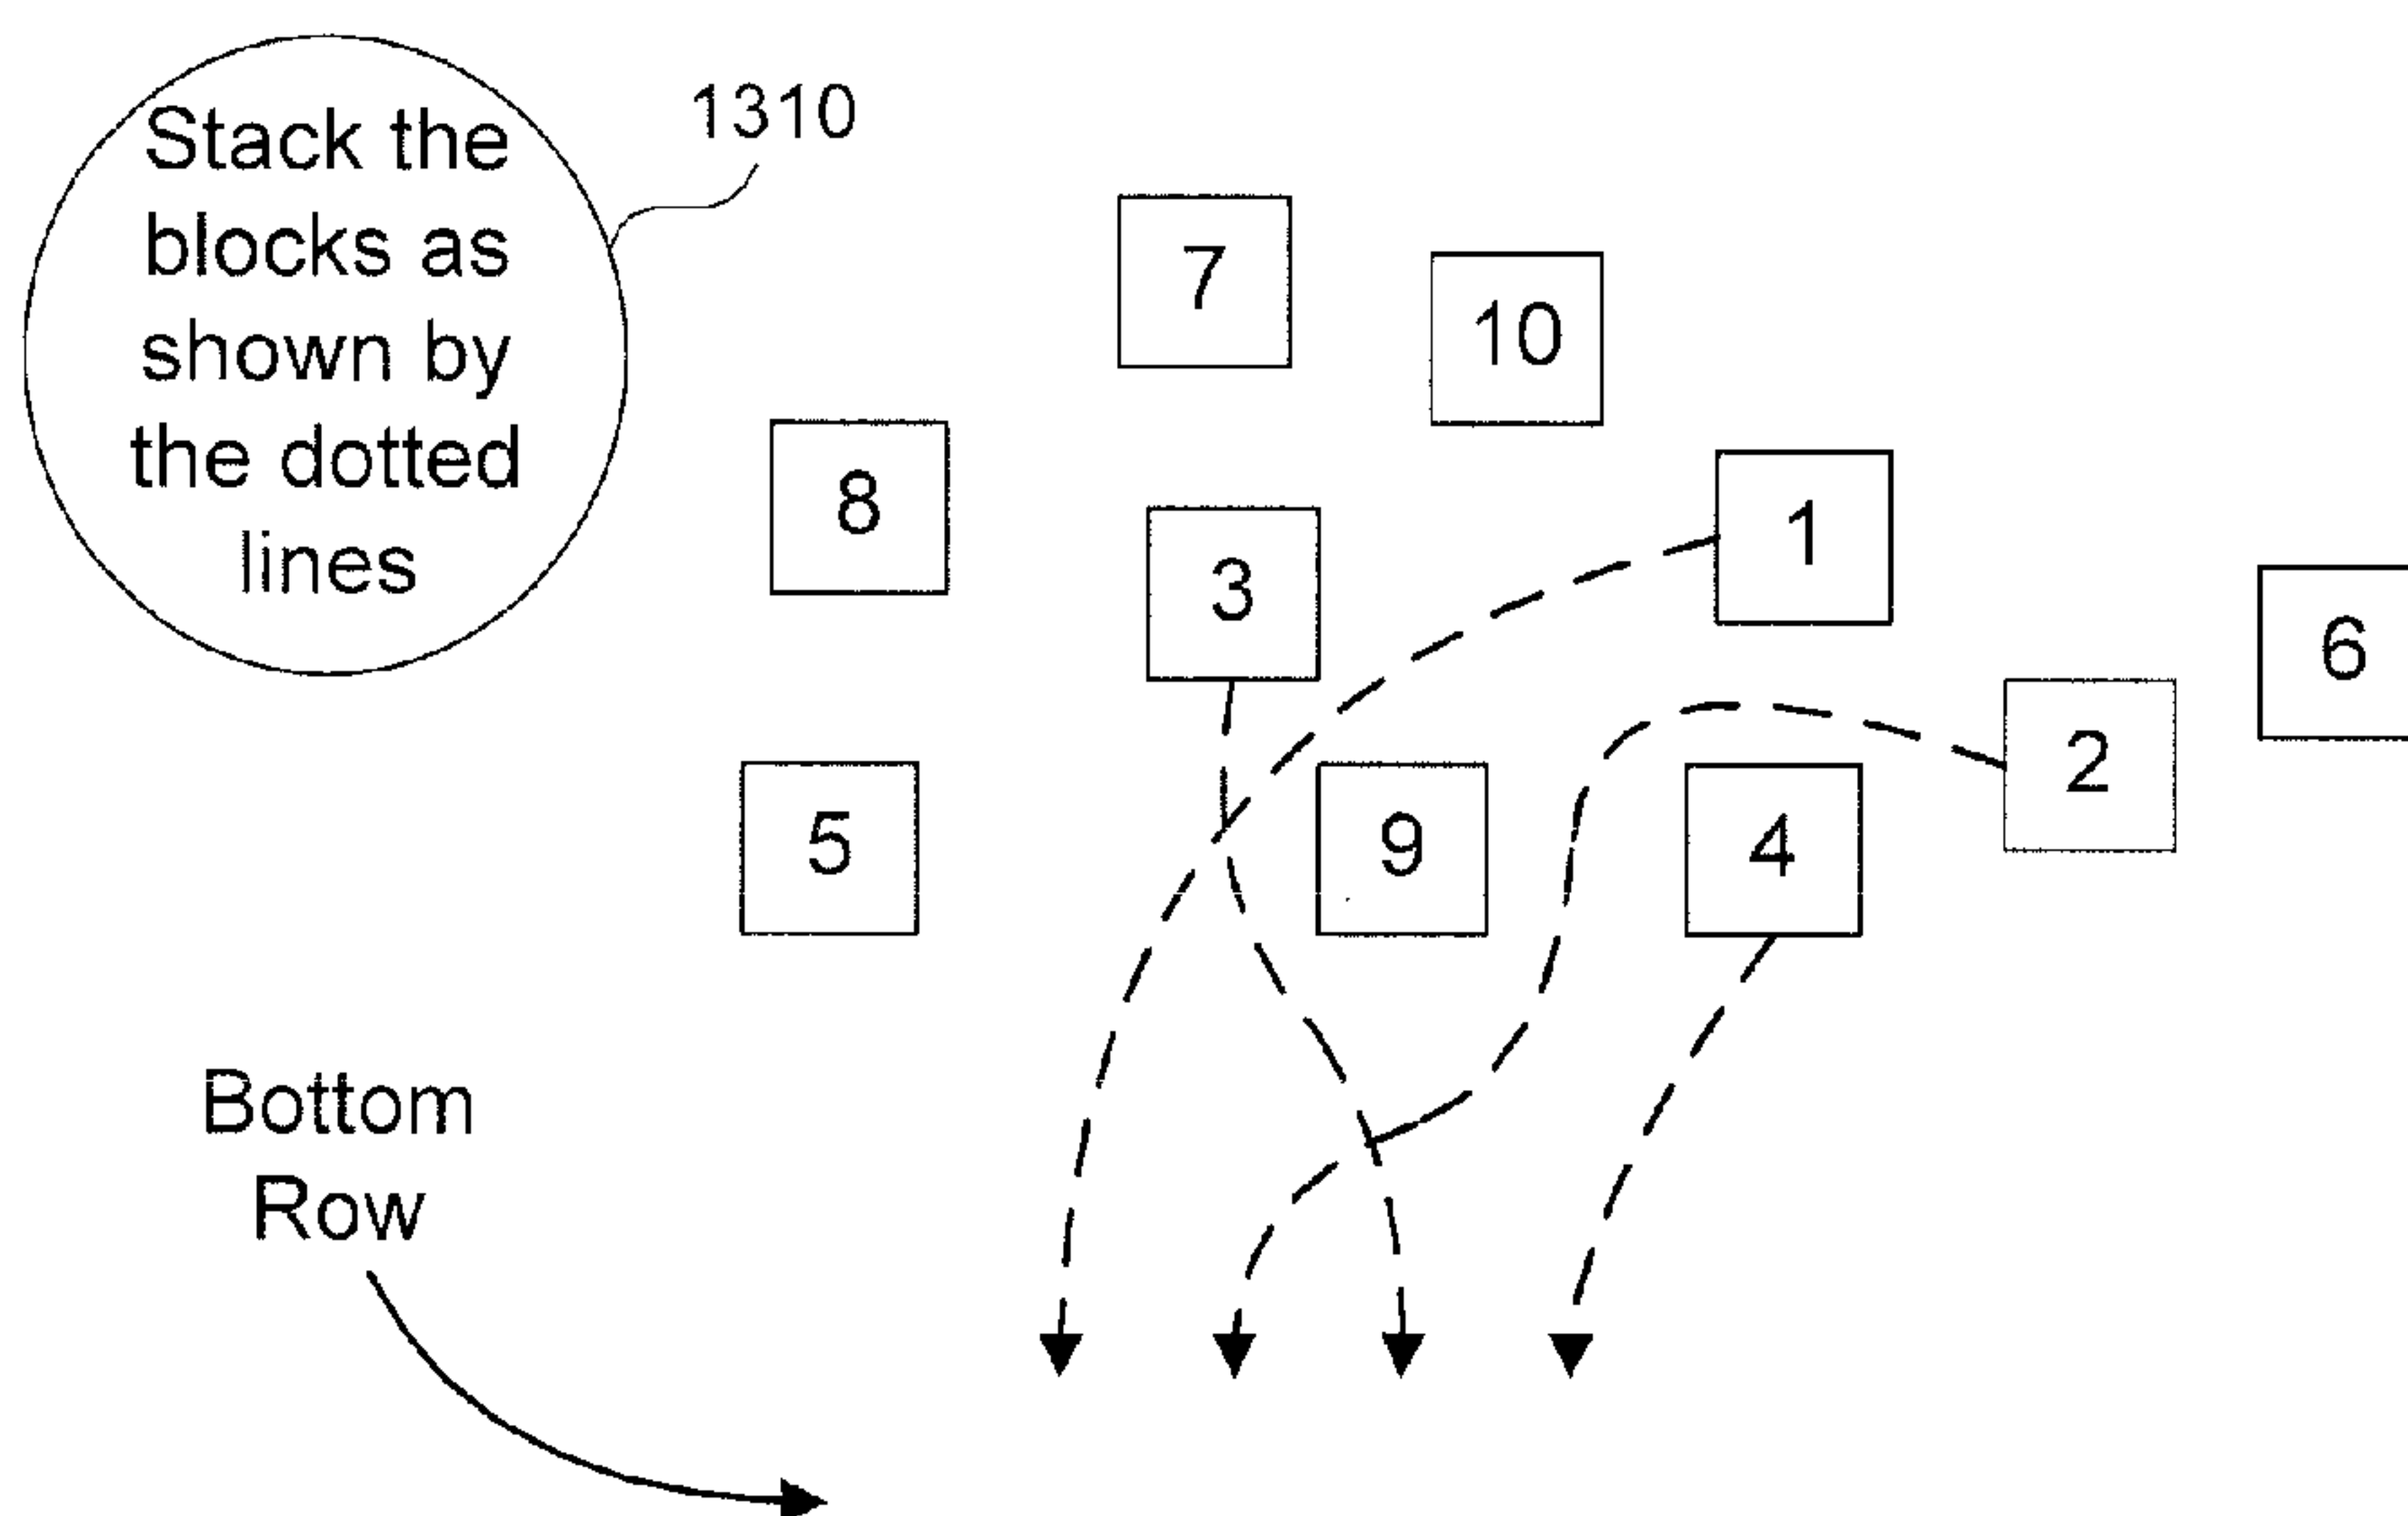 Stack the
blocks as
shown by
the dotted
lines
1310
7
10
8
3
1
6
2
5
9
4
Bottom
Row